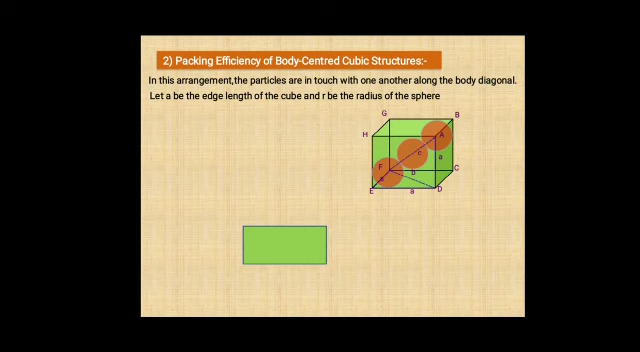 2) Packing Efficiency of Body-Centred Cubic Structures:-
In this arrangement,the particles are in touch with one another along the body diagonal.
Let a be the edge length of the cube and r be the radius of the sphere
G
B
H
A
c
a
F
b
C
a
E
a
D